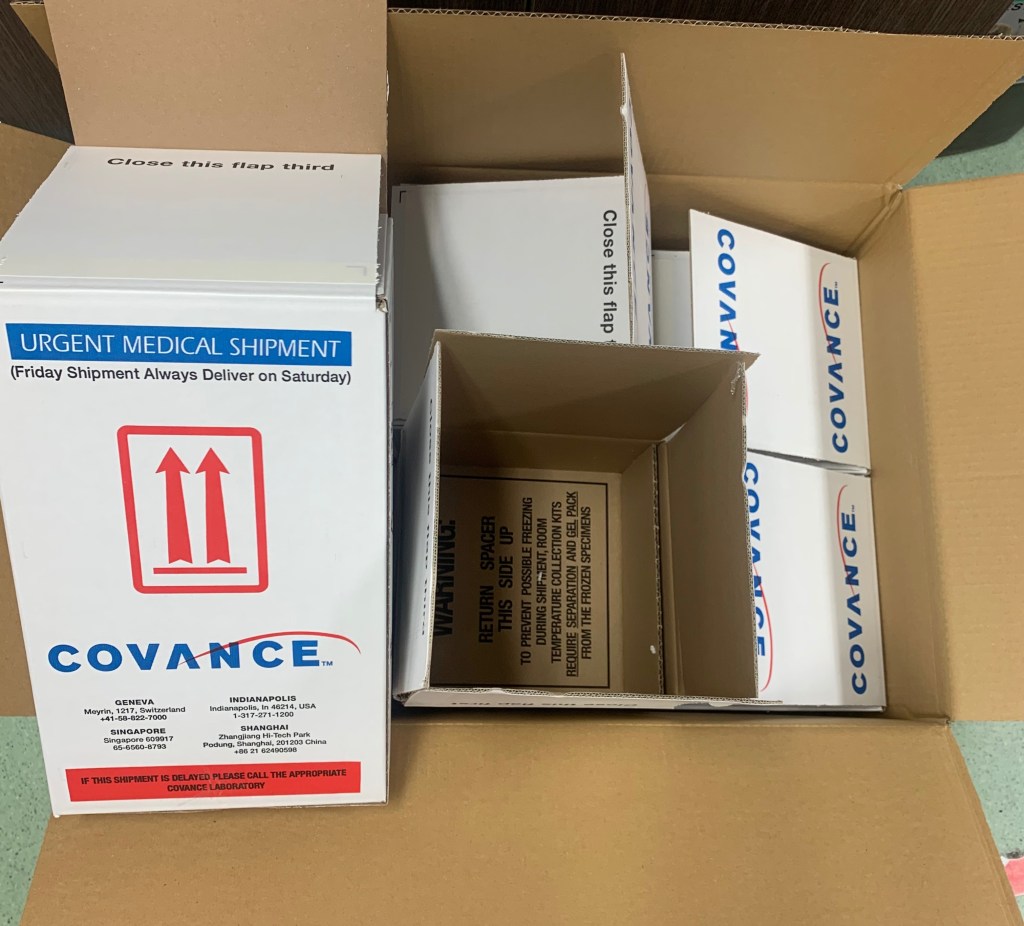 Close this flap third
URGENT MEDICAL SHIPMENT
(Friday Shipment Always Deliver on Saturday)
COVANCE™
GENEVA
Meyrin, 1217, Switzerland
+41-58-822-7000
INDIANAPOLIS
Indianapolis, In 46214, USA
1-317-271-1200
SINGAPORE
Singapore 609917
65-6560-8793
SHANGHAI
Zhangjiang Hi-Tech Park
Podung, Shanghai, 201203 China
+86 21 62490598
IF THIS SHIPMENT IS DELAYED PLEASE CALL THE APPROPRIATE
COVANCE LABORATORY
Close this flap
WARNING:
RETURN SPACER
THIS SIDE UP
TO PREVENT POSSIBLE FREEZING
DURING SHIPMENT, ROOM
TEMPERATURE COLLECTION KITS
REQUIRE SEPARATION AND GEL PACK
FROM THE FROZEN SPECIMENS
COVAN
COVANCE™
COVANCE
COVANCE™